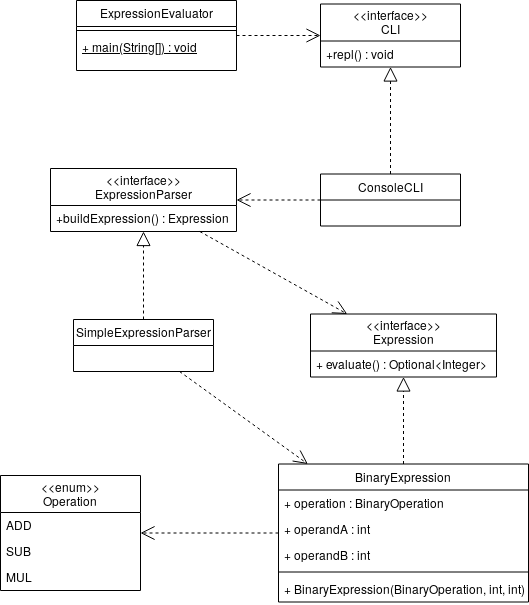 ExpressionEvaluator
+ main(String[]) : void
<<interface>>
CLI
+repl() : void
<<interface>>
ExpressionParser
+buildExpression() : Expression
ConsoleCLI
SimpleExpressionParser
<<interface>>
Expression
+ evaluate() : Optional<Integer>
<<enum>>
Operation
ADD
SUB
MUL
BinaryExpression
+ operation : BinaryOperation
+ operandA : int
+ operandB : int
+ BinaryExpression(BinaryOperation, int, int)